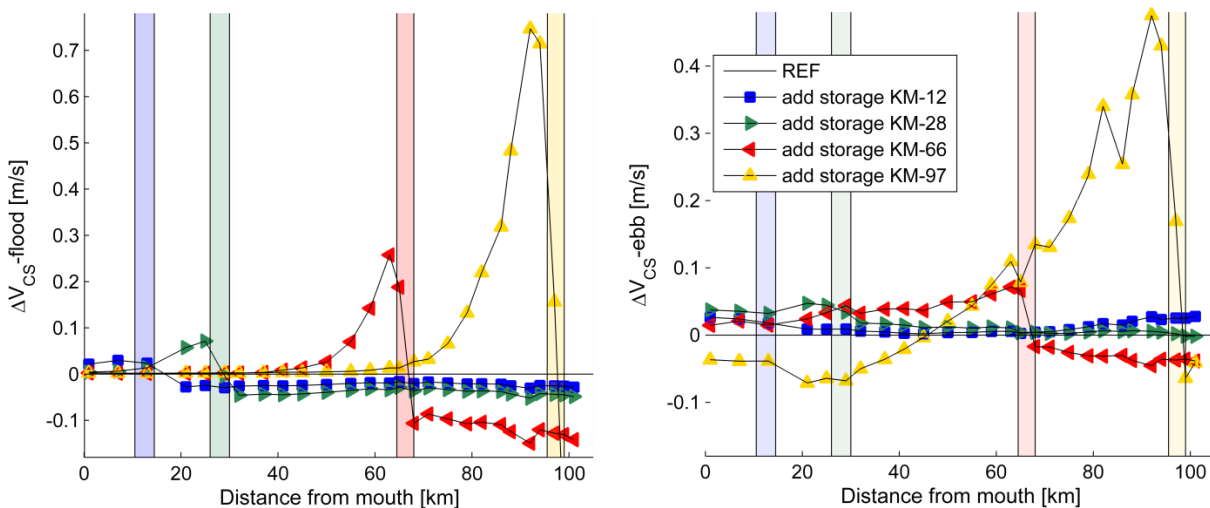 0.7
0.6
0.5
0.4
0.3
0.2
0.1
0
-0.1
ΔV_CS-flood [m/s]
0 20 40 60 80 100
Distance from mouth [km]
0.4
0.3
0.2
0.1
0
-0.1
ΔV_CS-ebb [m/s]
REF
add storage KM-12
add storage KM-28
add storage KM-66
add storage KM-97
0 20 40 60 80 100
Distance from mouth [km]